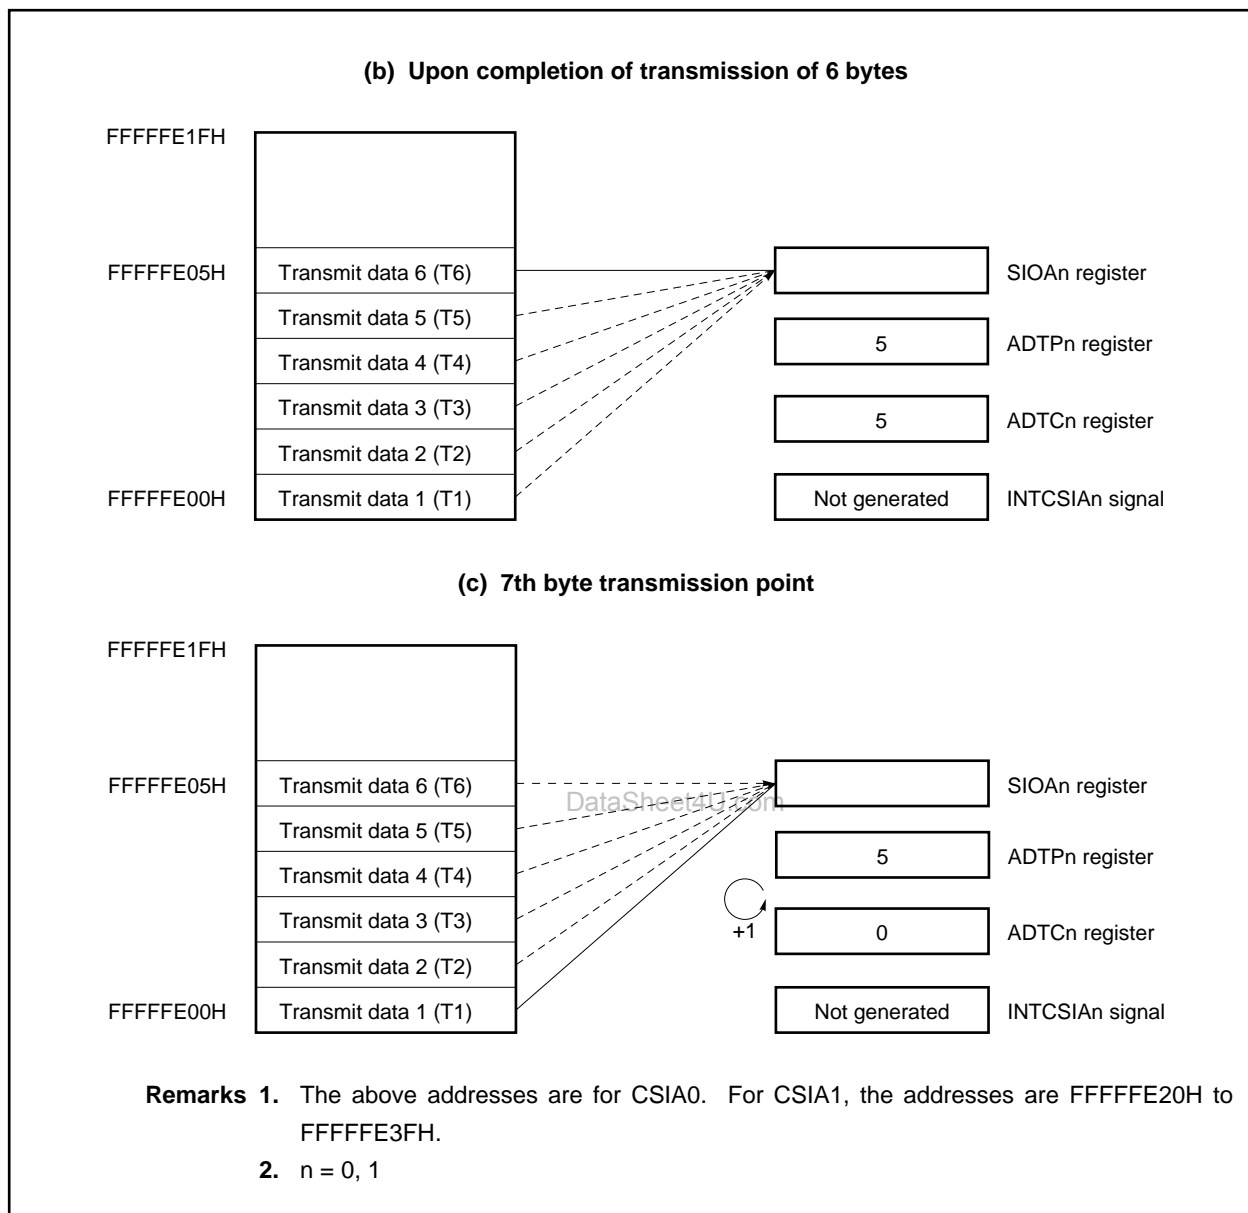 (b) Upon completion of transmission of 6 bytes
FFFFFE1FH
FFFFFE05H Transmit data 6 (T6) SIOAn register
Transmit data 5 (T5)
5 ADTPn register
Transmit data 4 (T4)
Transmit data 3 (T3)
5 ADTCn register
Transmit data 2 (T2)
FFFFFE00H Transmit data 1 (T1) Not generated INTCSIAn signal
(c) 7th byte transmission point
FFFFFE1FH
FFFFFE05H Transmit data 6 (T6) SIOAn register
DataSheet4U.com
Transmit data 5 (T5)
5 ADTPn register
Transmit data 4 (T4)
Transmit data 3 (T3)
+1 0 ADTCn register
Transmit data 2 (T2)
FFFFFE00H Transmit data 1 (T1) Not generated INTCSIAn signal
Remarks 1. The above addresses are for CSIA0. For CSIA1, the addresses are FFFFFE20H to
FFFFFE3FH.
2. n = 0, 1